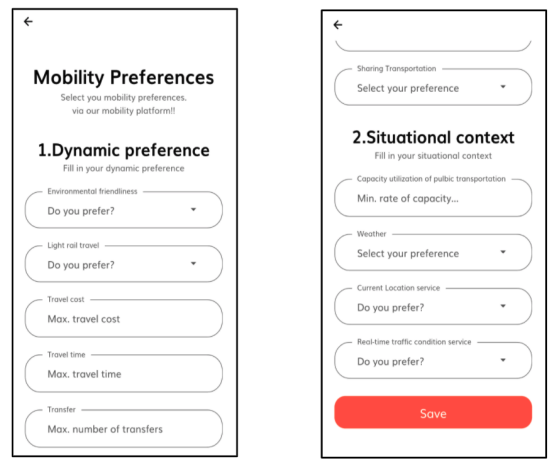 Mobility Preferences
Select you mobility preferences.
via our mobility platform!!
1.Dynamic preference
Fill in your dynamic preference
Environmental friendliness
Do you prefer?
Light rail travel
Do you prefer?
Travel cost
Max. travel cost
Travel time
Max. travel time
Transfer
Max. number of transfers
Sharing Transportation
Select your preference
2.Situational context
Fill in your situational context
Capacity utilization of pulbic transportation
Min. rate of capacity...
Weather
Select your preference
Current Location service
Do you prefer?
Real-time traffic condition service
Do you prefer?
Save